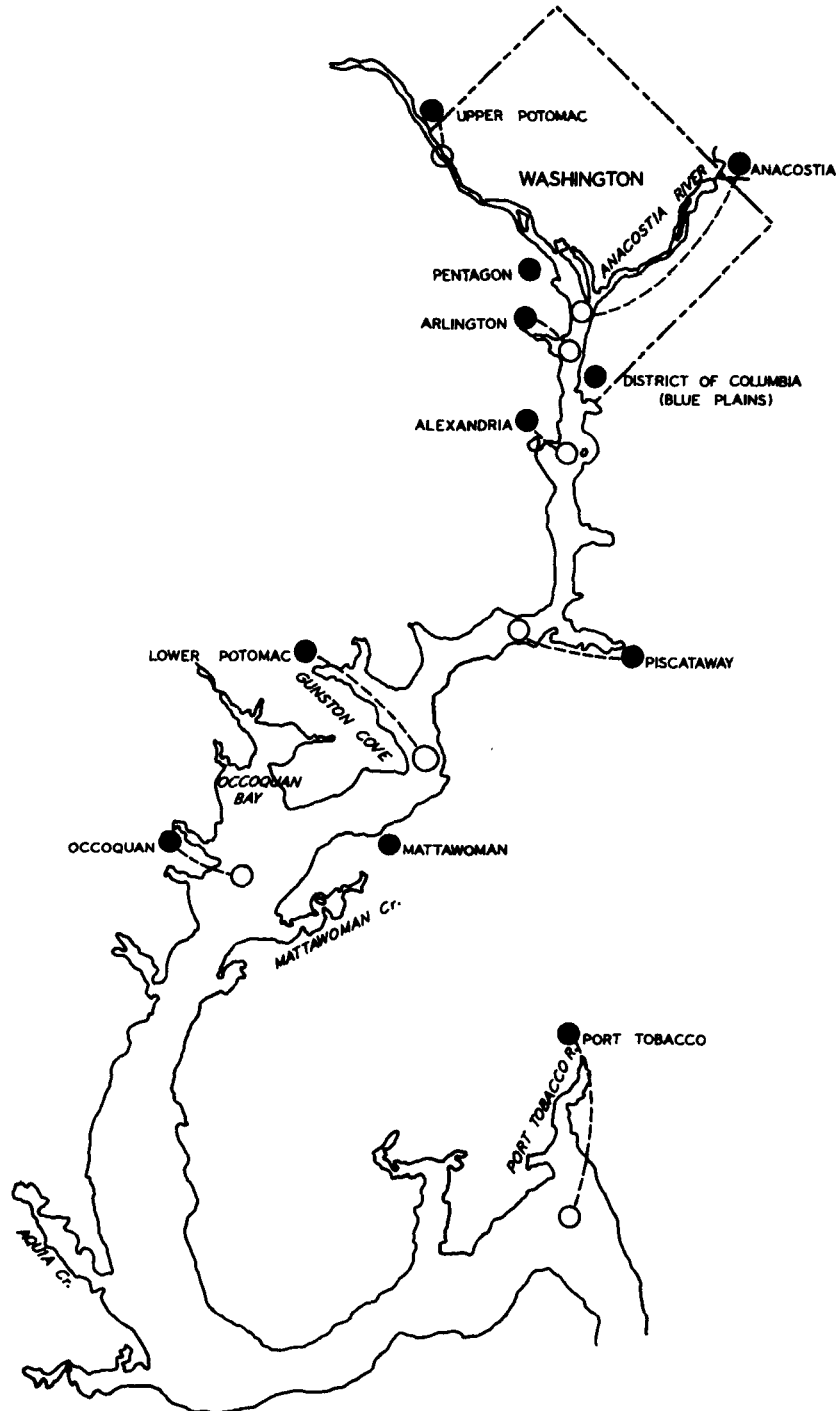 UPPER POTOMAC
WASHINGTON
ANACOSTIA
ANACOSTIA RIVER
PENTAGON
ARLINGTON
DISTRICT OF COLUMBIA
(BLUE PLAINS)
ALEXANDRIA
LOWER POTOMAC
PISCATAWAY
GUNSTON COVE
OCCOQUAN
BAY
OCCOQUAN
MATTAWOMAN
MATTAWOMAN Cr.
PORT TOBACCO
PORT TOBACCO R.
AQUIA Cr.